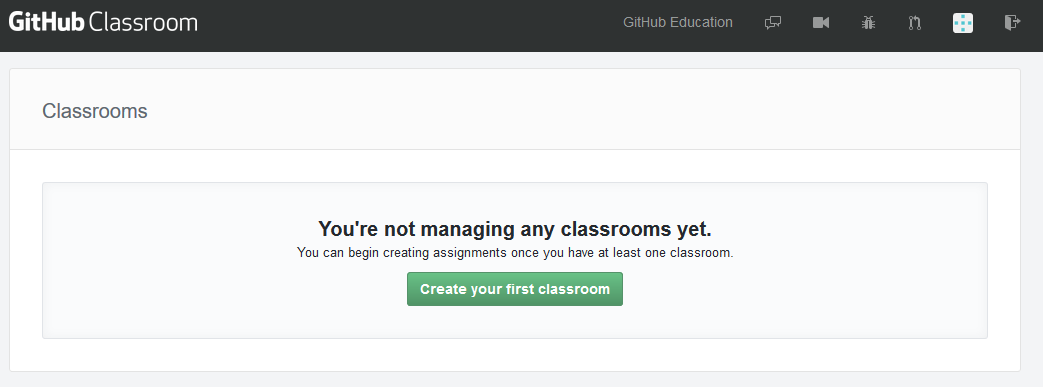 GitHub Classroom
GitHub Education
Classrooms
You're not managing any classrooms yet.
You can begin creating assignments once you have at least one classroom.
Create your first classroom